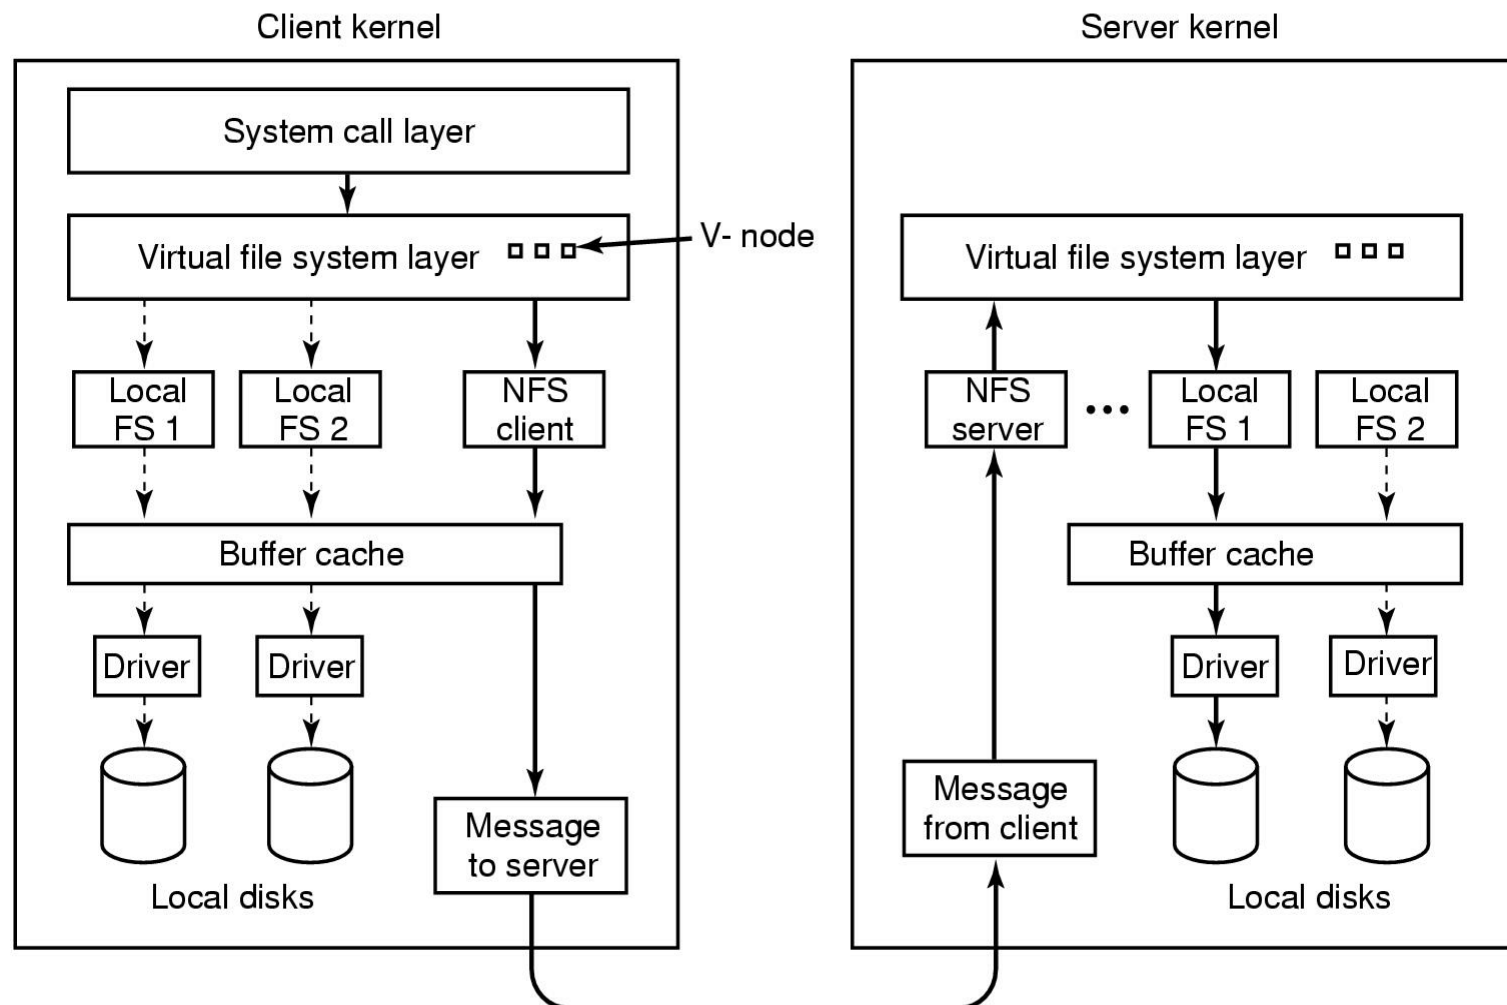 Client kernel
Server kernel
System call layer
Virtual file system layer
V- node
Virtual file system layer
Local
FS 1
Local
FS 2
NFS
client
NFS
server
Local
FS 1
Local
FS 2
Buffer cache
Buffer cache
Driver
Driver
Driver
Driver
Message
to server
Message
from client
Local disks
Local disks